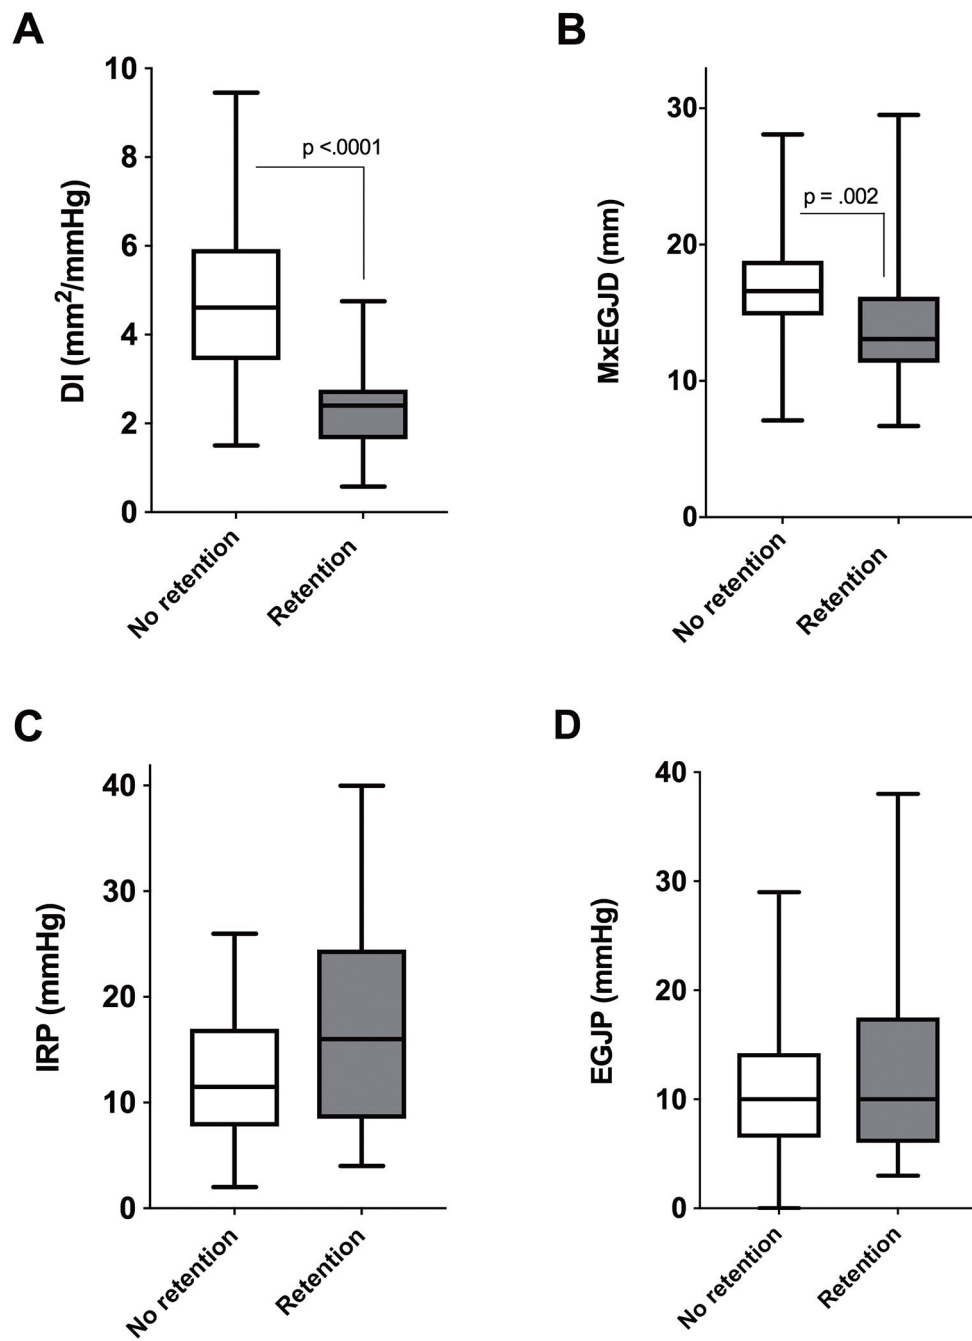 A
DI (mm²/mmHg)
10
8
6
4
2
0
p <.0001
No retention
Retention
B
MxEGJD (mm)
30
20
10
0
p = .002
No retention
Retention
C
IRP (mmHg)
40
30
20
10
0
No retention
Retention
D
EGJP (mmHg)
40
30
20
10
0
No retention
Retention